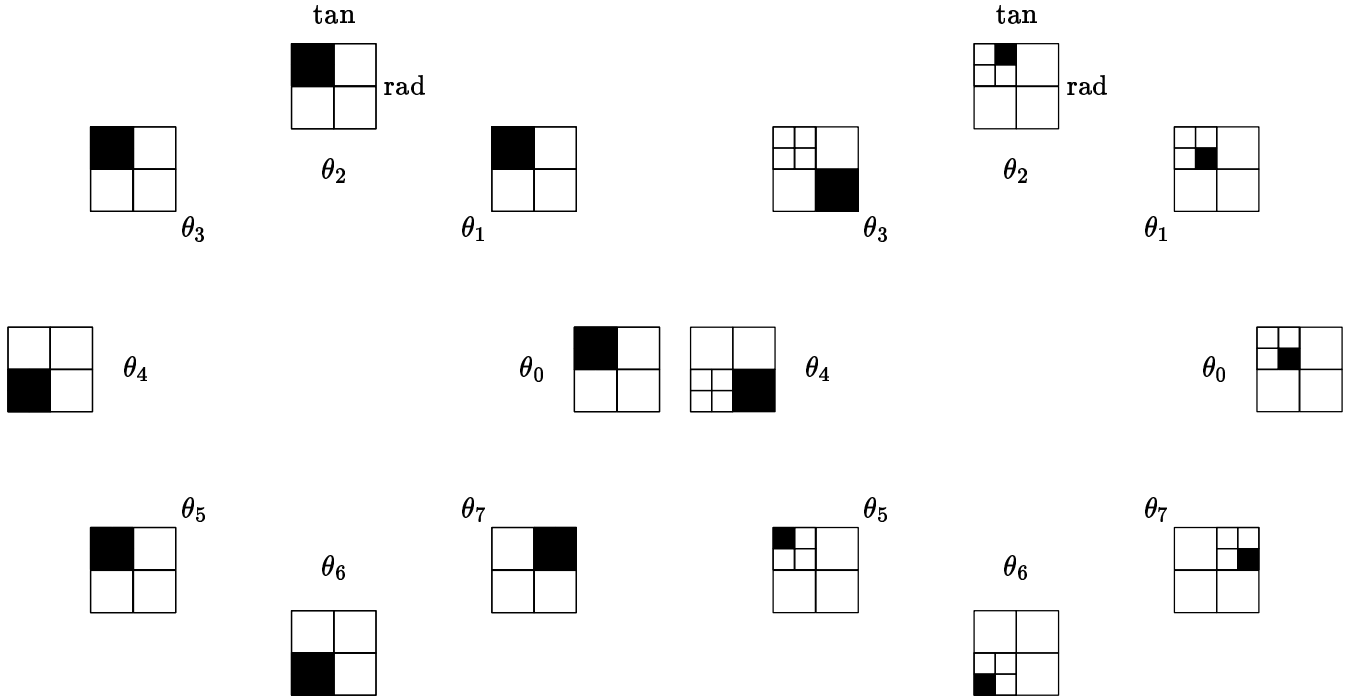 tan tan
rad rad
θ₂ θ₂
θ₃ θ₁ θ₃ θ₁
θ₄ θ₀ θ₄ θ₀
θ₅ θ₇ θ₅ θ₇
θ₆ θ₆